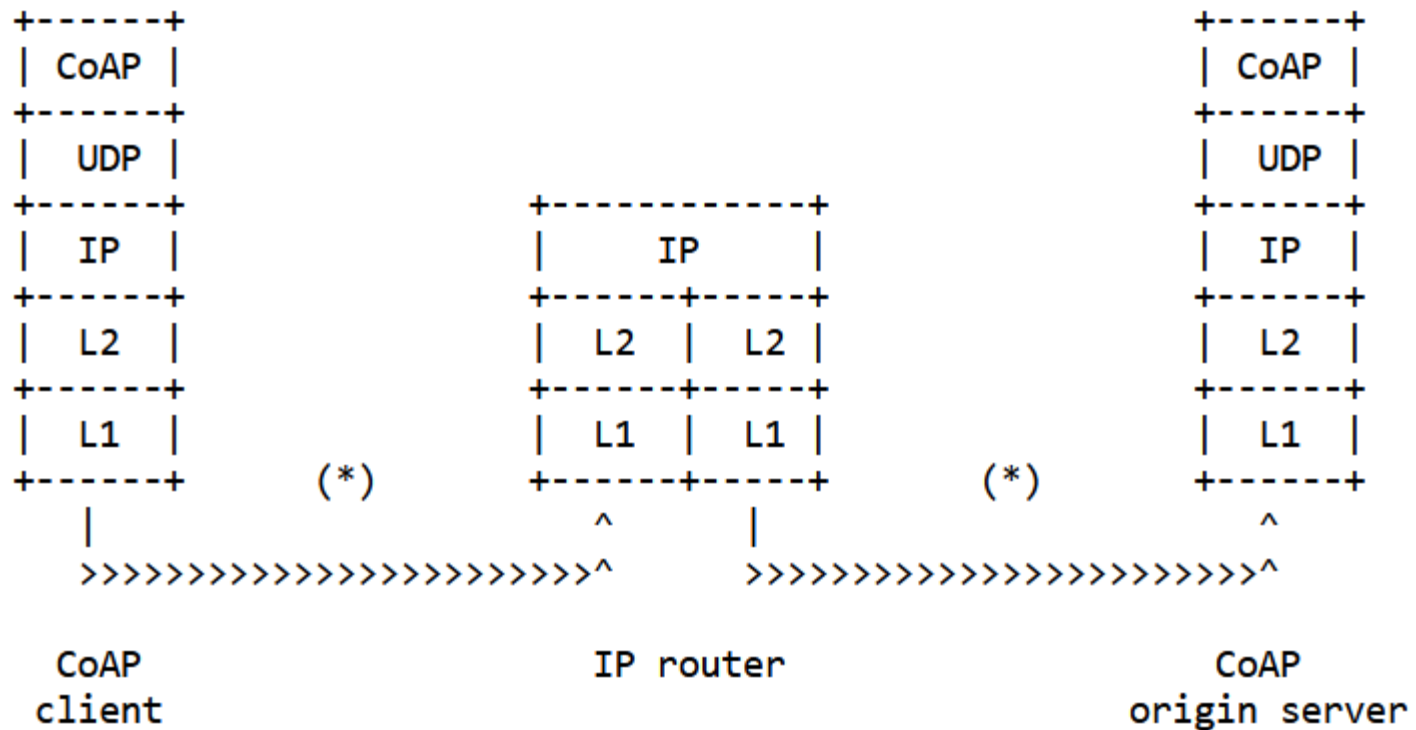 +------+                                                +------+
| CoAP |                                                | CoAP |
+------+                                                +------+
|  UDP |                                                |  UDP |
+------+                +------------+                  +------+
|  IP  |                |     IP     |                  |  IP  |
+------+                +------+-----+                  +------+
|  L2  |                |  L2  |  L2 |                  |  L2  |
+------+                +------+-----+                  +------+
|  L1  |                |  L1  |  L1 |                  |  L1  |
+------+      (*)       +------+-----+       (*)        +------+
   |                       ^      |                        ^
   >>>>>>>>>>>>>>>>>>>>>>>>^      >>>>>>>>>>>>>>>>>>>>>>>>^
  CoAP                     IP router                    CoAP
 client                                             origin server